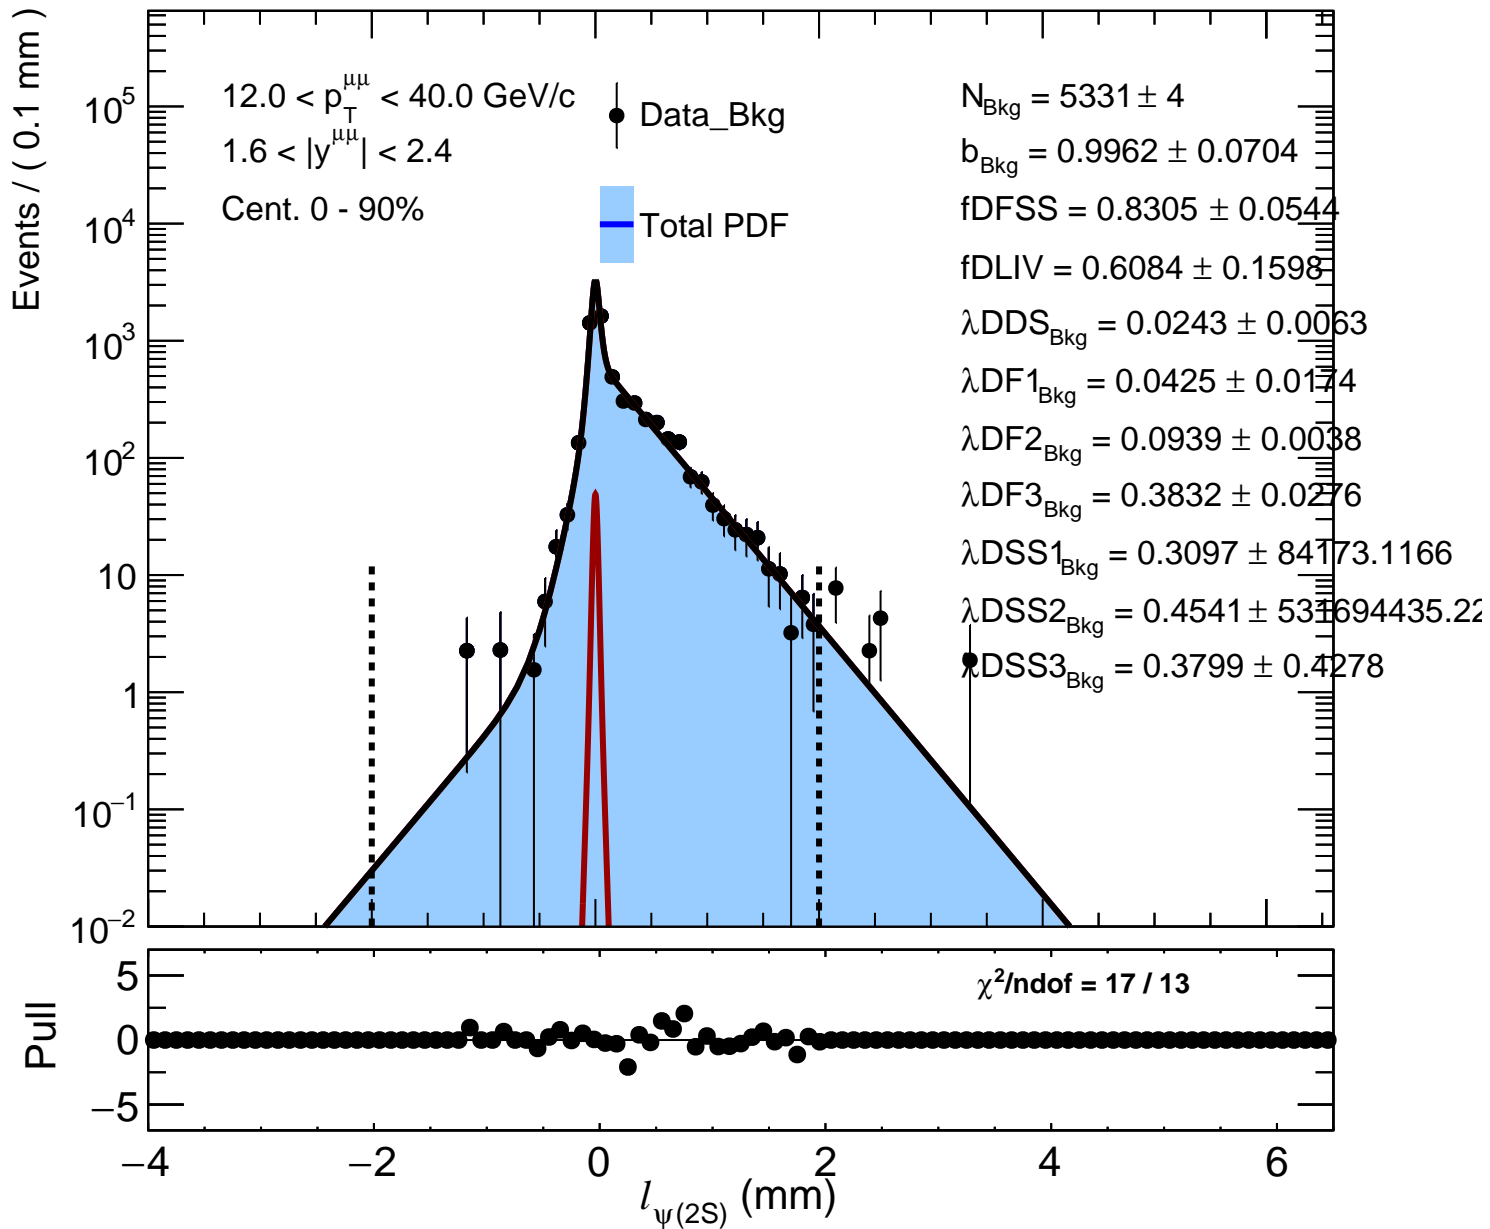 Events / ( 0.1 mm )
12.0 < p_T^μμ < 40.0 GeV/c
1.6 < |y^μμ| < 2.4
Cent. 0 - 90%
Data_Bkg
Total PDF
N_Bkg = 5331 ± 4
b_Bkg = 0.9962 ± 0.0704
fDFSS = 0.8305 ± 0.0544
fDLIV = 0.6084 ± 0.1598
λDDS_Bkg = 0.0243 ± 0.0063
λDF1_Bkg = 0.0425 ± 0.0174
λDF2_Bkg = 0.0939 ± 0.0038
λDF3_Bkg = 0.3832 ± 0.0276
λDSS1_Bkg = 0.3097 ± 84173.1166
λDSS2_Bkg = 0.4541 ± 531694435.22
λDSS3_Bkg = 0.3799 ± 0.4278
10^5
10^4
10^3
10^2
10
1
10^−1
10^−2
Pull
5
0
−5
χ²/ndof = 17 / 13
−4 −2 0 2 4 6
l_ψ(2S) (mm)